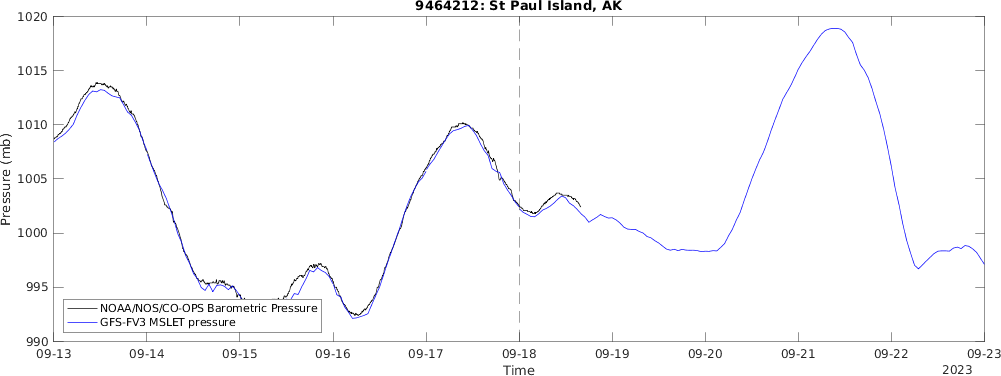 9464212: St Paul Island, AK
Pressure (mb)
1020
1015
1010
1005
1000
995
990
NOAA/NOS/CO-OPS Barometric Pressure
GFS-FV3 MSLET pressure
09-13 09-14 09-15 09-16 09-17 09-18 09-19 09-20 09-21 09-22 09-23
Time
2023